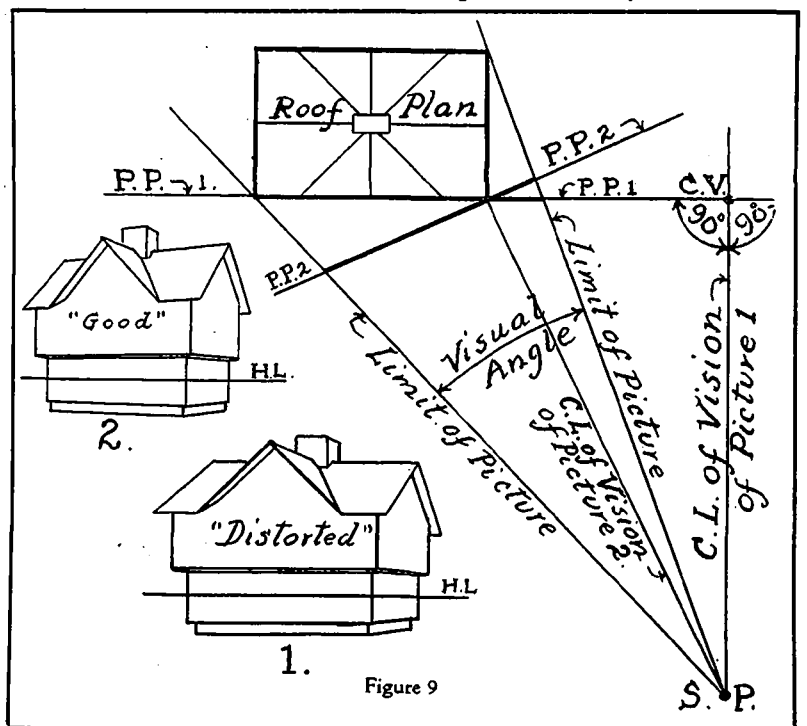 Roof Plan
P.P. 1.
P.P.2
P.P.1
C.V.
90° 90°
P.P.2
"Good"
H.L.
2.
Visual
Angle
Limit of Picture
Limit of Picture
C.L. of Vision
of Picture 2.
C.L. of Vision
of Picture 1
"Distorted"
H.L
1.
Figure 9
S. P.